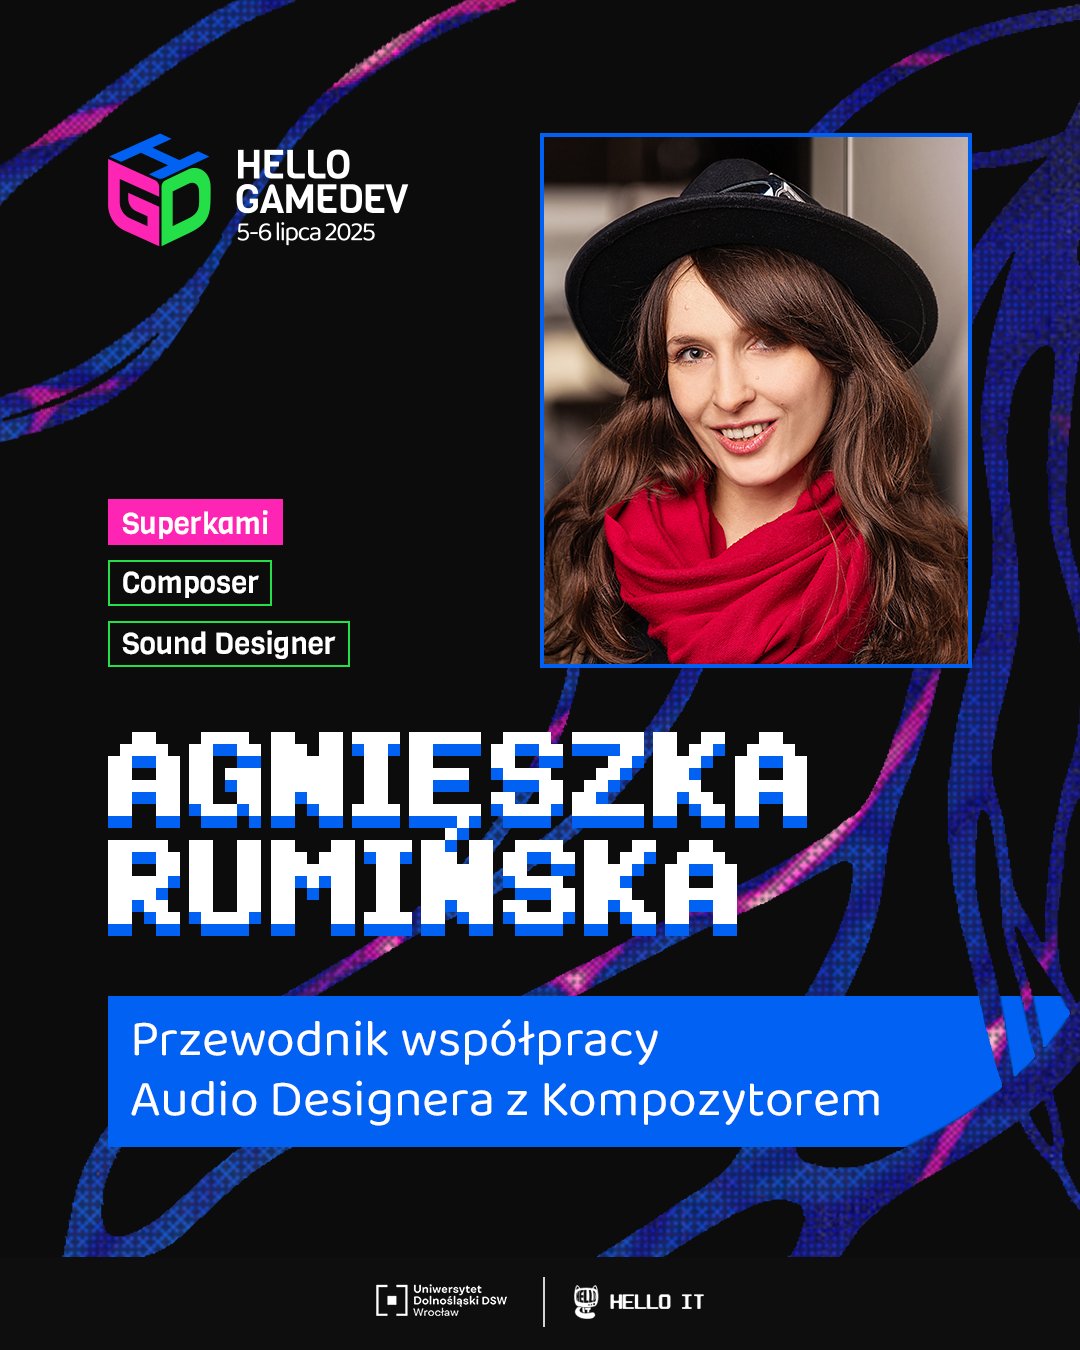 HGD
HELLO
GAMEDEV
5-6 lipca 2025
Superkami
Composer
Sound Designer
AGNIESZKA
RUMIŃSKA
Przewodnik współpracy
Audio Designera z Kompozytorem
Uniwersytet
Dolnośląski DSW
Wrocław
HELLO IT